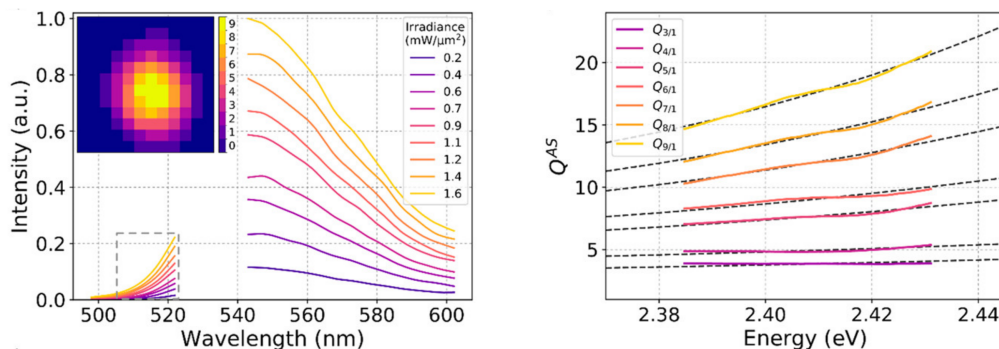 Intensity (a.u.)
1.0
0.8
0.6
0.4
0.2
0.0
9
8
7
6
5
4
3
2
1
0
Irradiance
(mW/μm²)
0.2
0.4
0.6
0.7
0.9
1.1
1.2
1.4
1.6
500 520 540 560 580 600
Wavelength (nm)
Q^AS
20
15
10
5
Q3/1
Q4/1
Q5/1
Q6/1
Q7/1
Q8/1
Q9/1
2.38 2.40 2.42 2.44
Energy (eV)